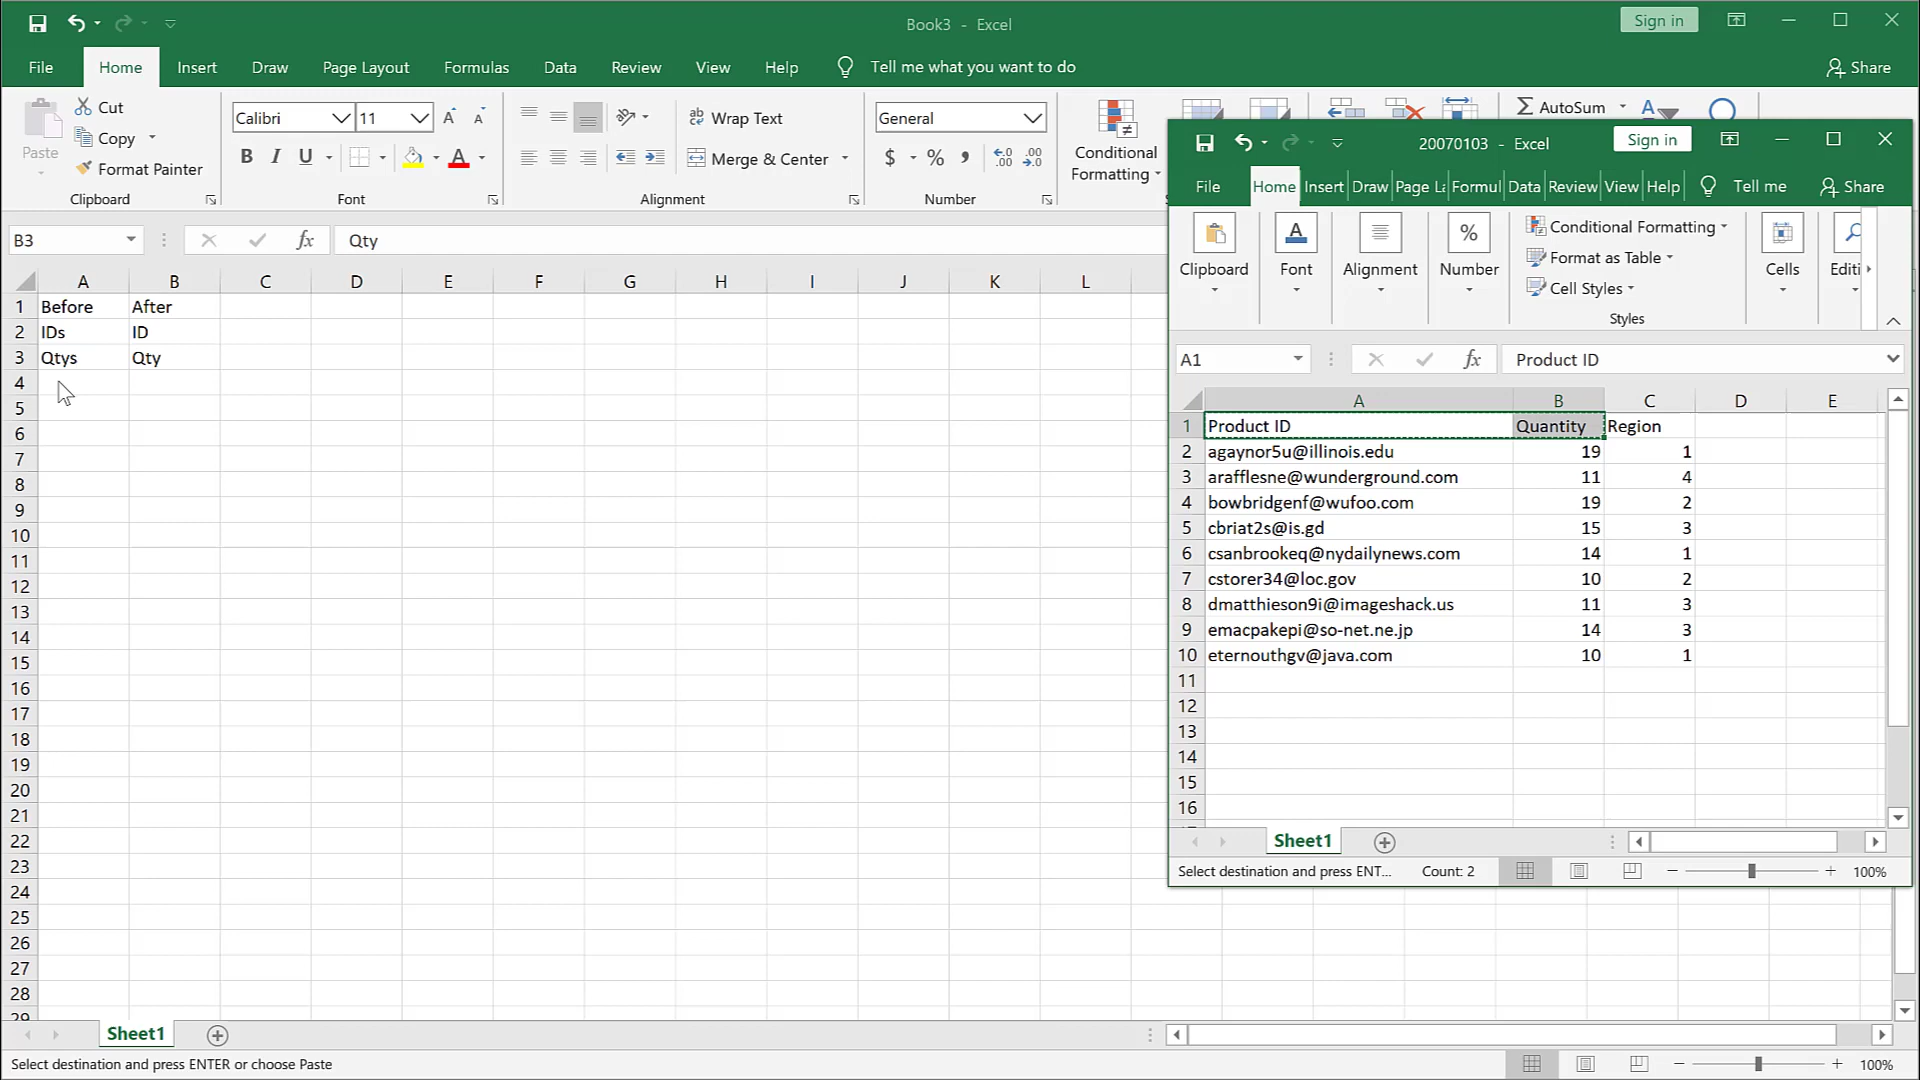 Book3 - Excel
Sign in
File Home Insert Draw Page Layout Formulas Data Review View Help Tell me what you want to do Share
Paste
Cut
Copy
Format Painter
Clipboard
Calibri 11
B I U
Font
Wrap Text
Merge & Center
Alignment
General
$ % ,
Number
Conditional
Formatting
AutoSum
B3 fx Qty
A B C D E F G H I J K L
1 Before After
2 IDs ID
3 Qtys Qty
4
5
6
7
8
9
10
11
12
13
14
15
16
17
18
19
20
21
22
23
24
25
26
27
28
29
Sheet1
Select destination and press ENTER or choose Paste
100%
20070103 - Excel
Sign in
File Home Insert Draw Page La Formul Data Review View Help Tell me Share
Clipboard
Font
Alignment
Number
Conditional Formatting
Format as Table
Cell Styles
Styles
Cells
Editi
A1 fx Product ID
A B C D E
1 Product ID Quantity Region
2 agaynor5u@illinois.edu 19 1
3 arafflesne@wunderground.com 11 4
4 bowbridgenf@wufoo.com 19 2
5 cbriat2s@is.gd 15 3
6 csanbrookeq@nydailynews.com 14 1
7 cstorer34@loc.gov 10 2
8 dmatthieson9i@imageshack.us 11 3
9 emacpakepi@so-net.ne.jp 14 3
10 eternouthgv@java.com 10 1
11
12
13
14
15
16
Sheet1
Select destination and press ENT... Count: 2 100%